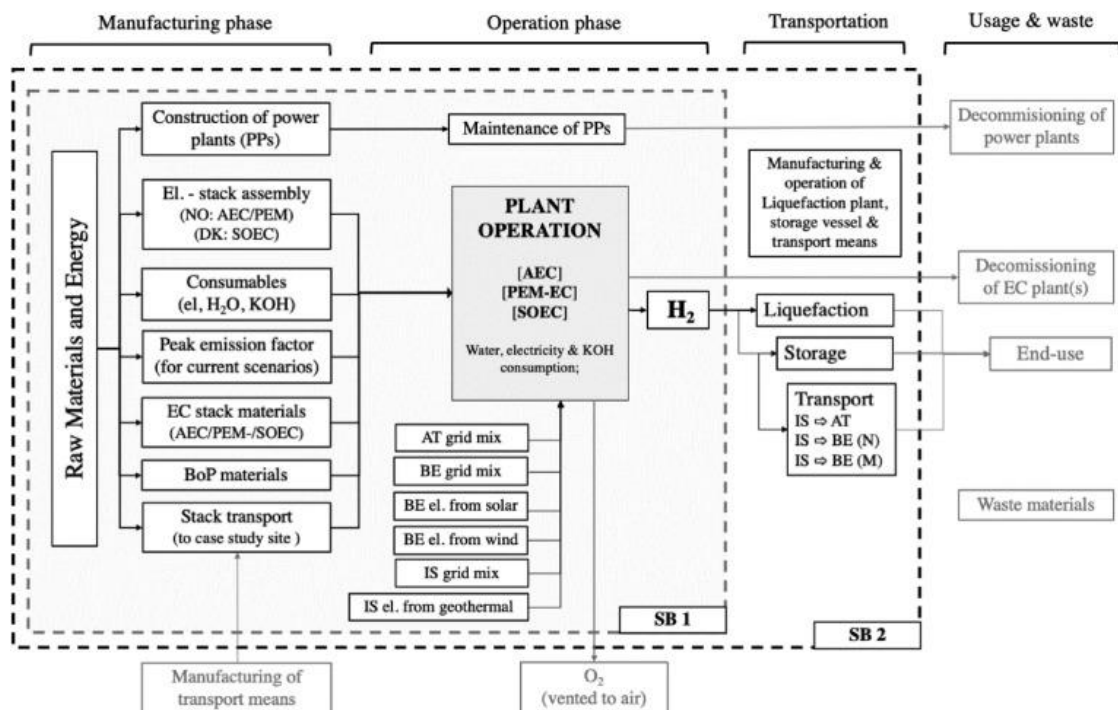 Manufacturing phase
Operation phase
Transportation
Usage & waste
Raw Materials and Energy
Construction of power
plants (PPs)
El. - stack assembly
(NO: AEC/PEM)
(DK: SOEC)
Consumables
(el, H₂O, KOH)
Peak emission factor
(for current scenarios)
EC stack materials
(AEC/PEM-/SOEC)
BoP materials
Stack transport
(to case study site )
Manufacturing of
transport means
Maintenance of PPs
PLANT
OPERATION
[AEC]
[PEM-EC]
[SOEC]
Water, electricity & KOH
consumption;
AT grid mix
BE grid mix
BE el. from solar
BE el. from wind
IS grid mix
IS el. from geothermal
SB 1
O₂
(vented to air)
H₂
Manufacturing &
operation of
Liquefaction plant,
storage vessel &
transport means
Liquefaction
Storage
Transport
IS ⇨ AT
IS ⇨ BE (N)
IS ⇨ BE (M)
SB 2
Decommisioning of
power plants
Decomissioning
of EC plant(s)
End-use
Waste materials